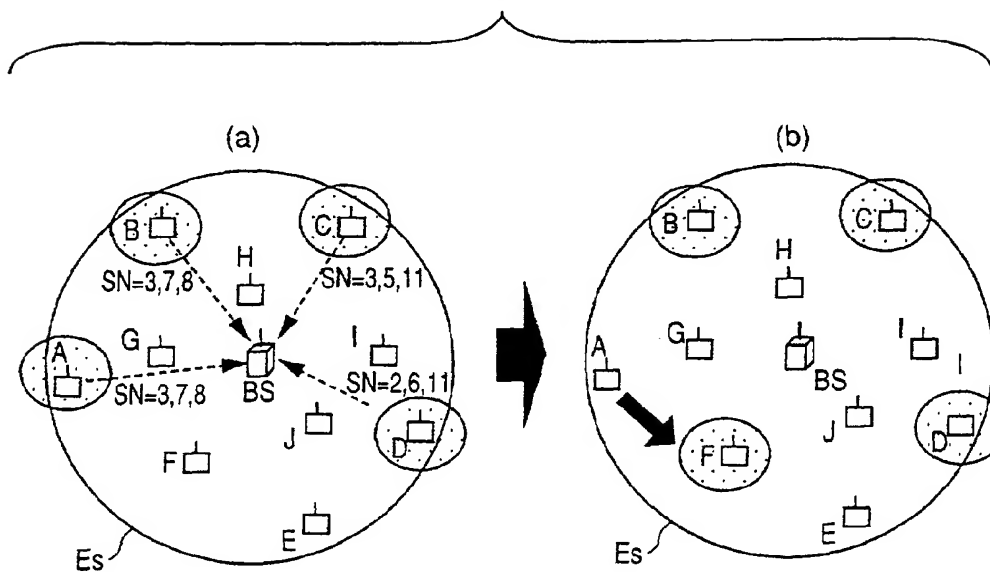 (a)
B
C
H
SN=3,7,8
SN=3,5,11
G
I
A
BS
SN=3,7,8
SN=2,6,11
J
D
F
E
Es
(b)
B
C
H
G
I
A
I
BS
J
D
F
E
Es